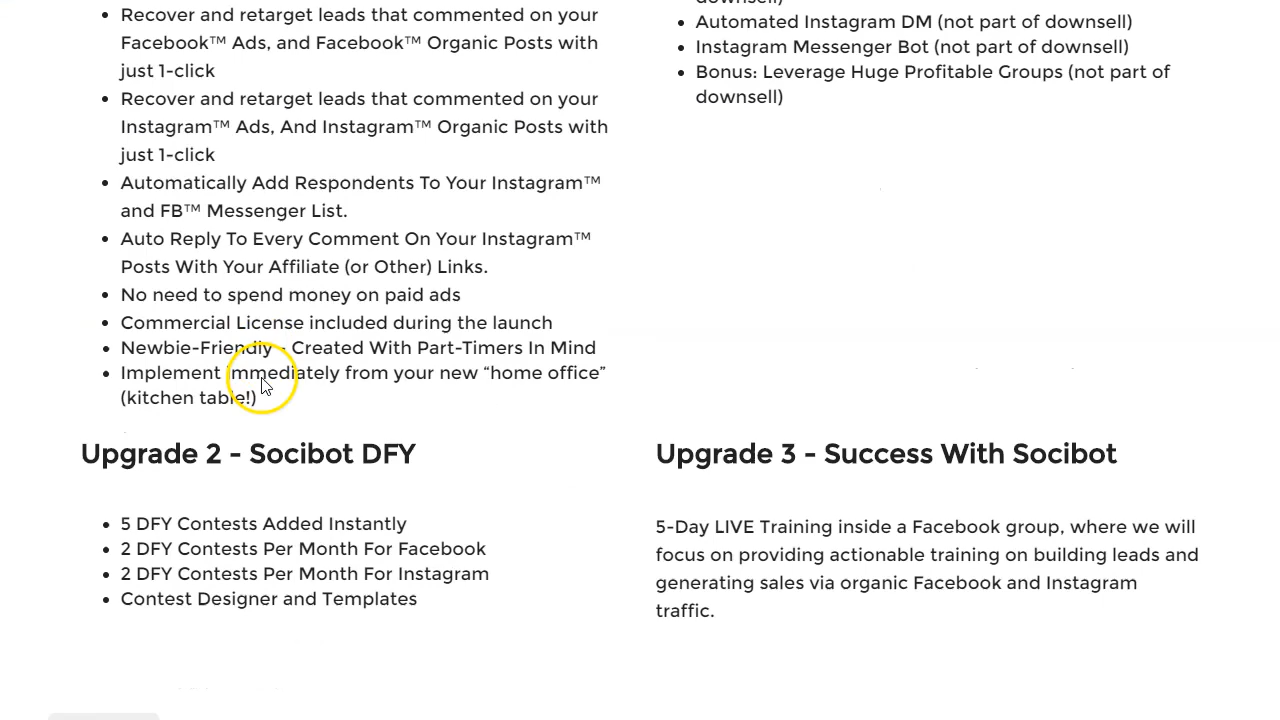 Recover and retarget leads that commented on your
Facebook™ Ads, and Facebook™ Organic Posts with
just 1-click
Recover and retarget leads that commented on your
Instagram™ Ads, And Instagram™ Organic Posts with
just 1-click
Automatically Add Respondents To Your Instagram™
and FB™ Messenger List.
Auto Reply To Every Comment On Your Instagram™
Posts With Your Affiliate (or Other) Links.
No need to spend money on paid ads
Commercial License included during the launch
Newbie-Friendly - Created With Part-Timers In Mind
Implement immediately from your new “home office”
(kitchen table!)
downsell)
Automated Instagram DM (not part of downsell)
Instagram Messenger Bot (not part of downsell)
Bonus: Leverage Huge Profitable Groups (not part of
downsell)
Upgrade 2 - Socibot DFY
5 DFY Contests Added Instantly
2 DFY Contests Per Month For Facebook
2 DFY Contests Per Month For Instagram
Contest Designer and Templates
Upgrade 3 - Success With Socibot
5-Day LIVE Training inside a Facebook group, where we will
focus on providing actionable training on building leads and
generating sales via organic Facebook and Instagram
traffic.